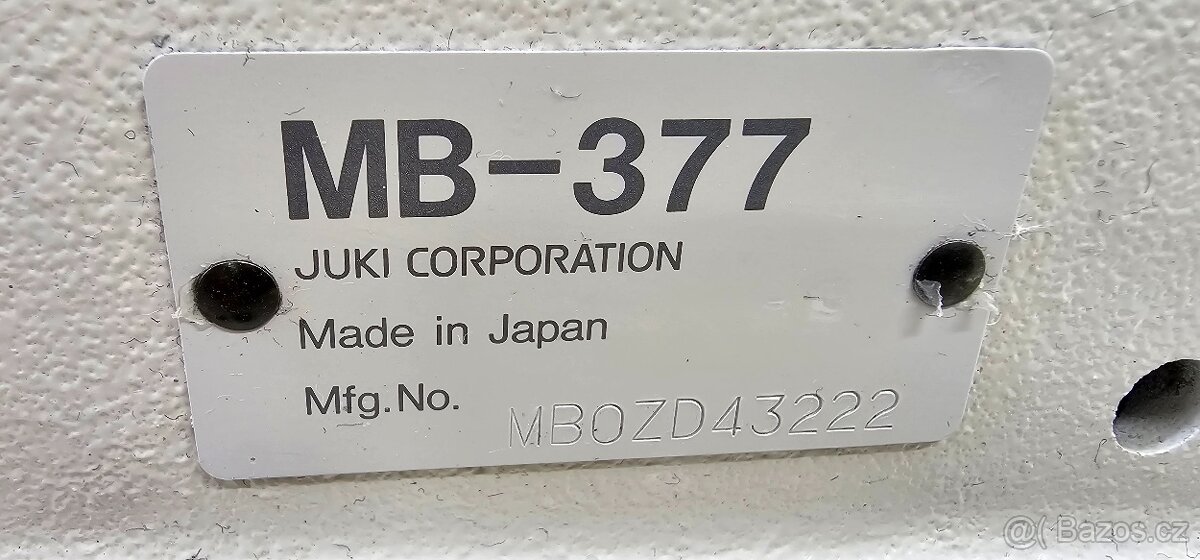 MB-377
JUKI CORPORATION
Made in Japan
Mfg.No. MB0ZD43222
@( Bazos.cz